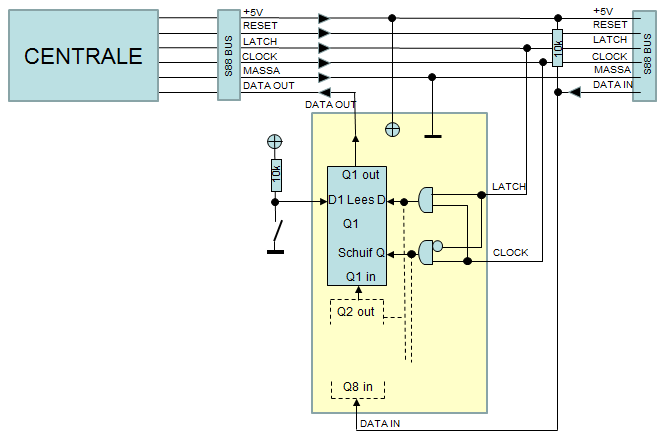 CENTRALE
S88 BUS
+5V
RESET
LATCH
CLOCK
MASSA
DATA OUT
DATA OUT
+5V
RESET
LATCH
CLOCK
MASSA
DATA IN
S88 BUS
10k
10k
Q1 out
D1 Lees D
Q1
Schuif Q
Q1 in
Q2 out
Q8 in
LATCH
CLOCK
DATA IN